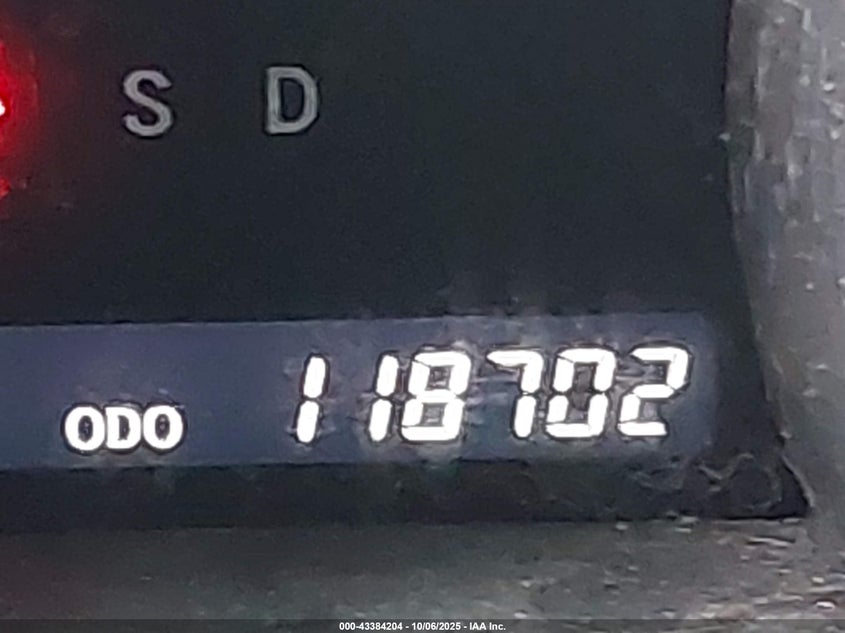 S D
ODO 118702
000-43384204 - 10/06/2025 - IAA Inc.